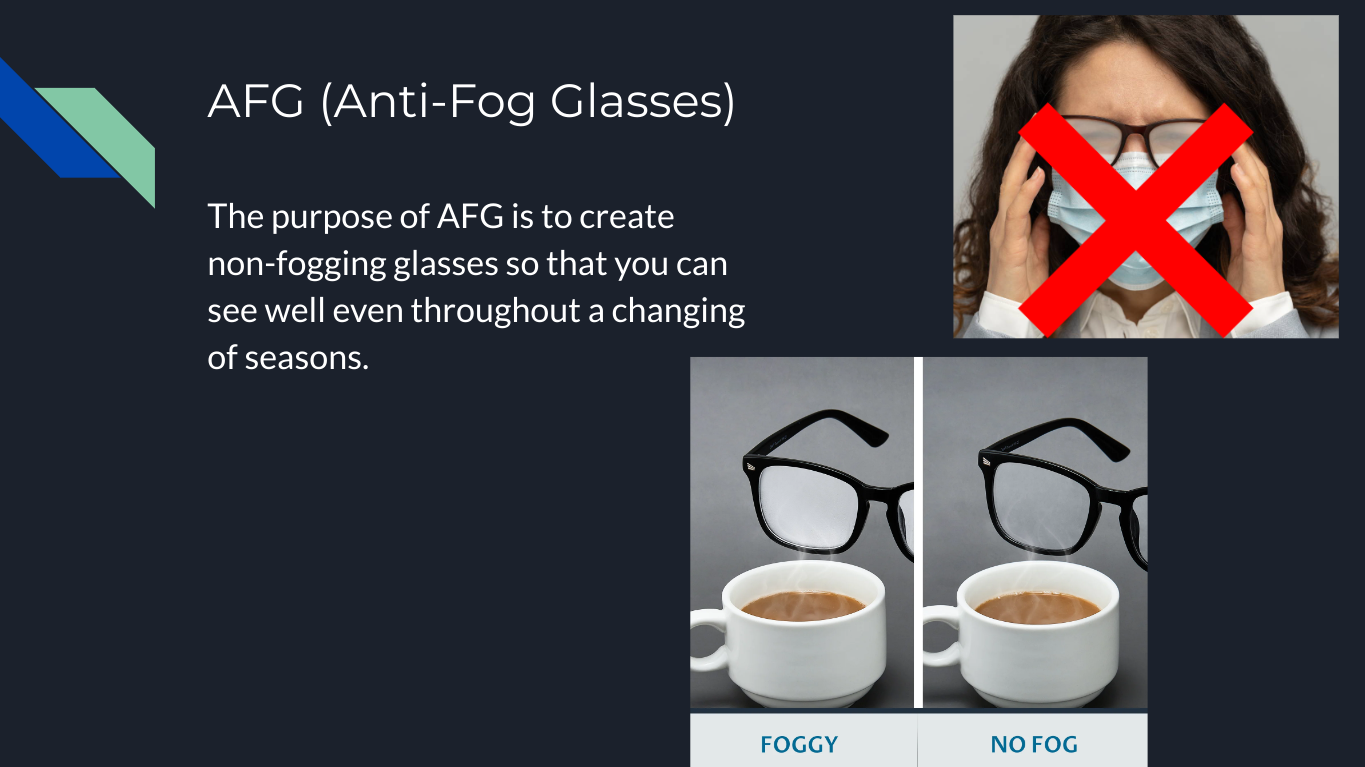 AFG (Anti-Fog Glasses)
The purpose of AFG is to create
non-fogging glasses so that you can
see well even throughout a changing
of seasons.
FOGGY
NO FOG